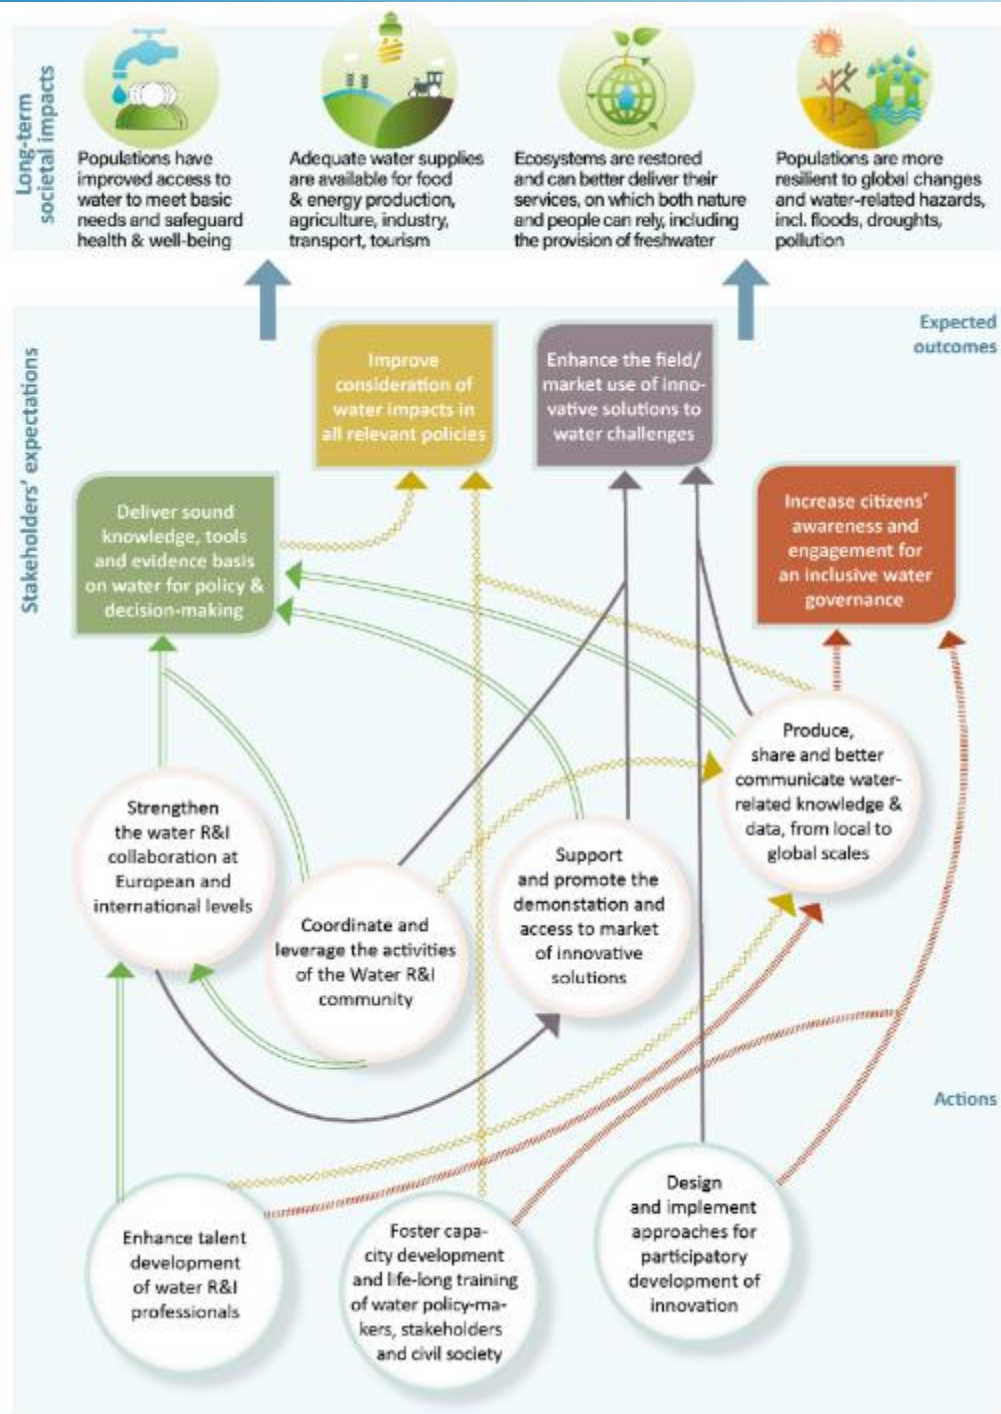 Long-term
societal impacts
Populations have
improved access to
water to meet basic
needs and safeguard
health & well-being
Adequate water supplies
are available for food
& energy production,
agriculture, industry,
transport, tourism
Ecosystems are restored
and can better deliver their
services, on which both nature
and people can rely, including
the provision of freshwater
Populations are more
resilient to global changes
and water-related hazards,
incl. floods, droughts,
pollution
Stakeholders' expectations
Expected
outcomes
Improve
consideration of
water impacts in
all relevant policies
Enhance the field/
market use of inno-
vative solutions to
water challenges
Deliver sound
knowledge, tools
and evidence basis
on water for policy &
decision-making
Increase citizens'
awareness and
engagement for
an inclusive water
governance
Produce,
share and better
communicate water-
related knowledge &
data, from local to
global scales
Strengthen
the water R&I
collaboration at
European and
international levels
Coordinate and
leverage the activities
of the Water R&I
community
Support
and promote the
demonstation and
access to market
of innovative
solutions
Actions
Enhance talent
development
of water R&I
professionals
Foster capa-
city development
and life-long training
of water policy-ma-
kers, stakeholders
and civil society
Design
and implement
approaches for
participatory
development of
innovation